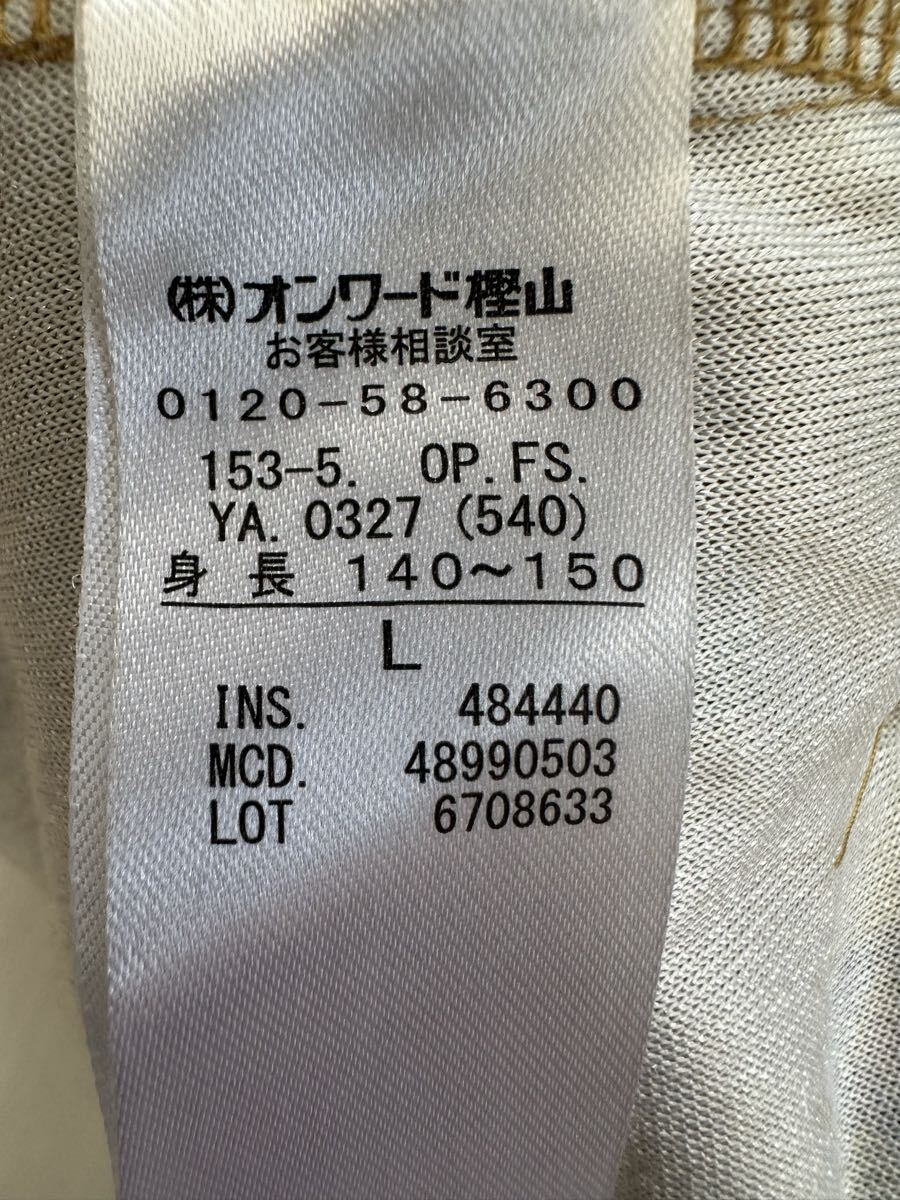 (株)オンワード樫山
お客様相談室
0120-58-6300
153-5. OP.FS.
YA. 0327 (540)
身 長 140~150
L
INS. 484440
MCD. 48990503
LOT 6708633